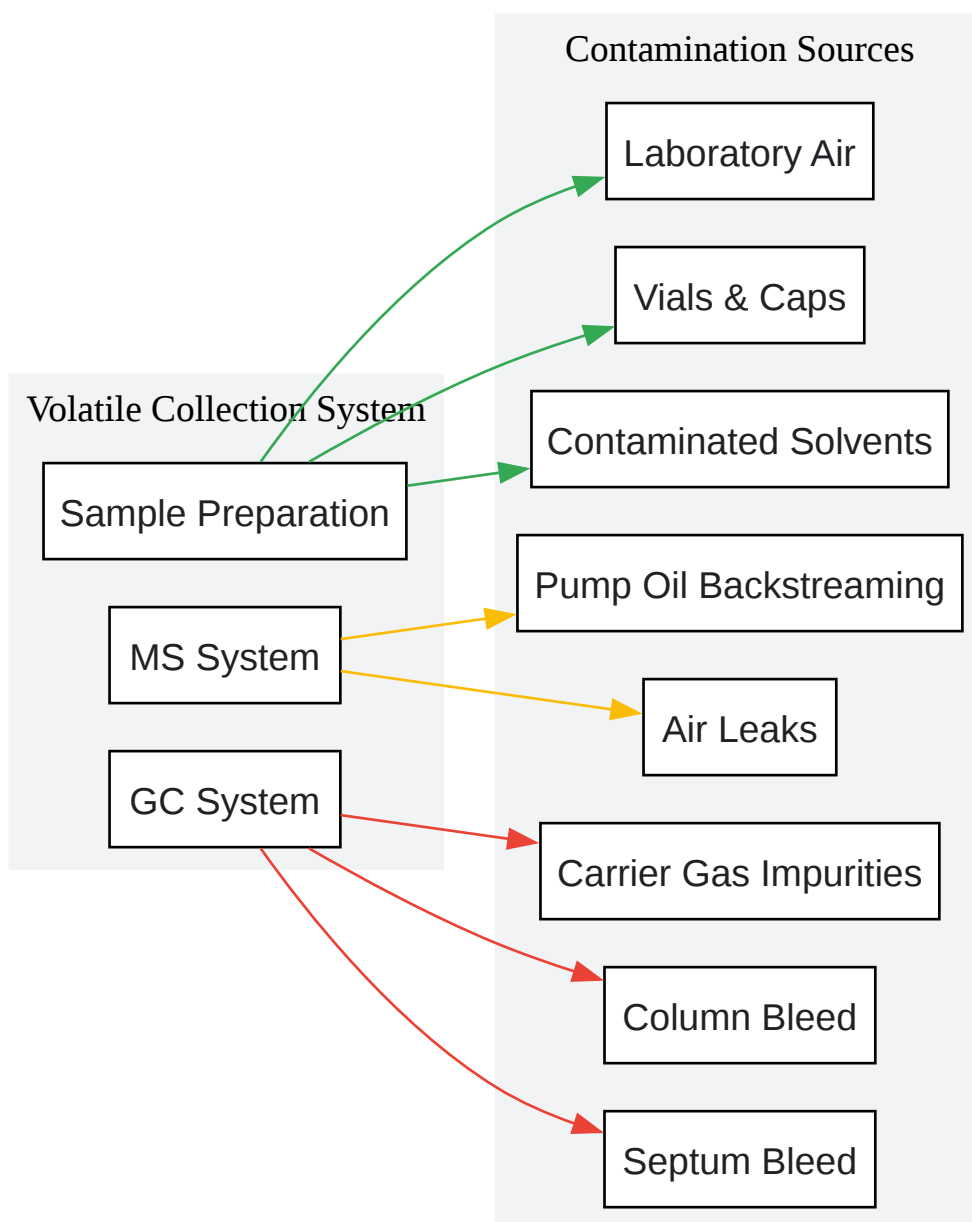 Contamination Sources
Laboratory Air
Vials & Caps
Volatile Collection System
Contaminated Solvents
Sample Preparation
Pump Oil Backstreaming
MS System
Air Leaks
GC System
Carrier Gas Impurities
Column Bleed
Septum Bleed